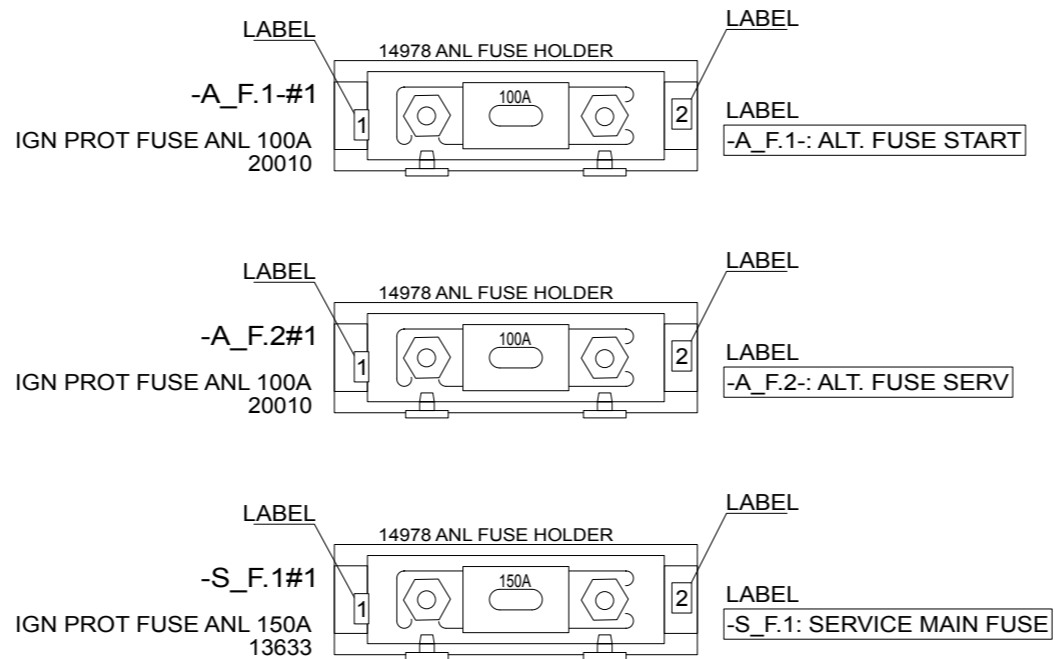 LABEL
LABEL
14978 ANL FUSE HOLDER
-A_F.1-#1
100A
1
2
LABEL
IGN PROT FUSE ANL 100A
20010
-A_F.1-: ALT. FUSE START
LABEL
LABEL
14978 ANL FUSE HOLDER
-A_F.2#1
100A
1
2
LABEL
IGN PROT FUSE ANL 100A
20010
-A_F.2-: ALT. FUSE SERV
LABEL
LABEL
14978 ANL FUSE HOLDER
-S_F.1#1
150A
1
2
LABEL
IGN PROT FUSE ANL 150A
13633
-S_F.1: SERVICE MAIN FUSE